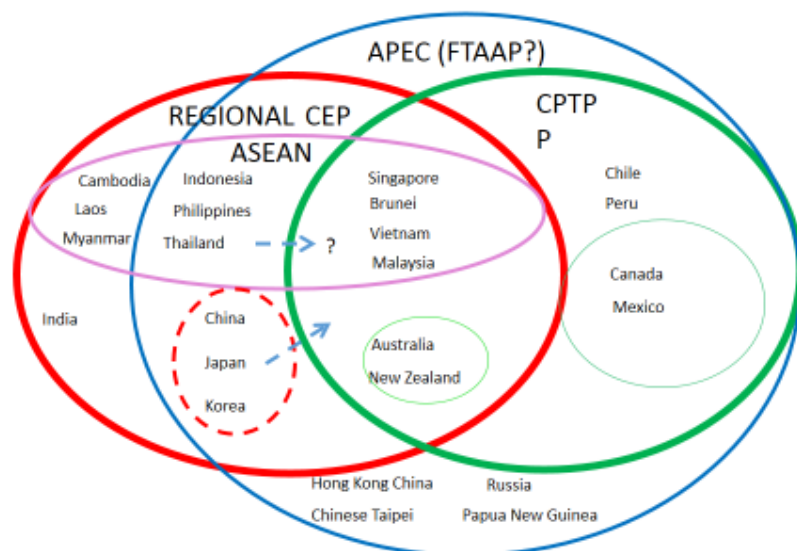 APEC (FTAAP?)
REGIONAL CEP
CPTP
P
ASEAN
Cambodia
Laos
Myanmar
Indonesia
Philippines
Thailand
?
Singapore
Brunei
Vietnam
Malaysia
Chile
Peru
Canada
Mexico
India
China
Japan
Korea
Australia
New Zealand
Hong Kong China
Russia
Chinese Taipei
Papua New Guinea